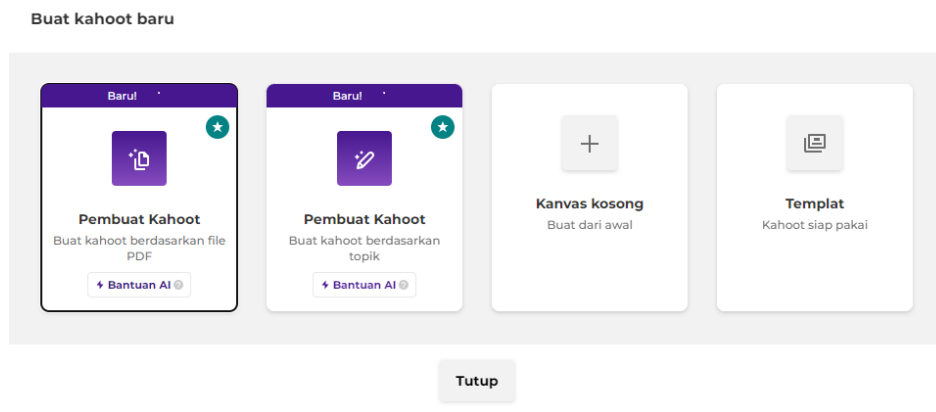 Buat kahoot baru
Baru!
Pembuat Kahoot
Buat kahoot berdasarkan file
PDF
Bantuan AI
Baru!
Pembuat Kahoot
Buat kahoot berdasarkan
topik
Bantuan AI
Kanvas kosong
Buat dari awal
Templat
Kahoot siap pakai
Tutup